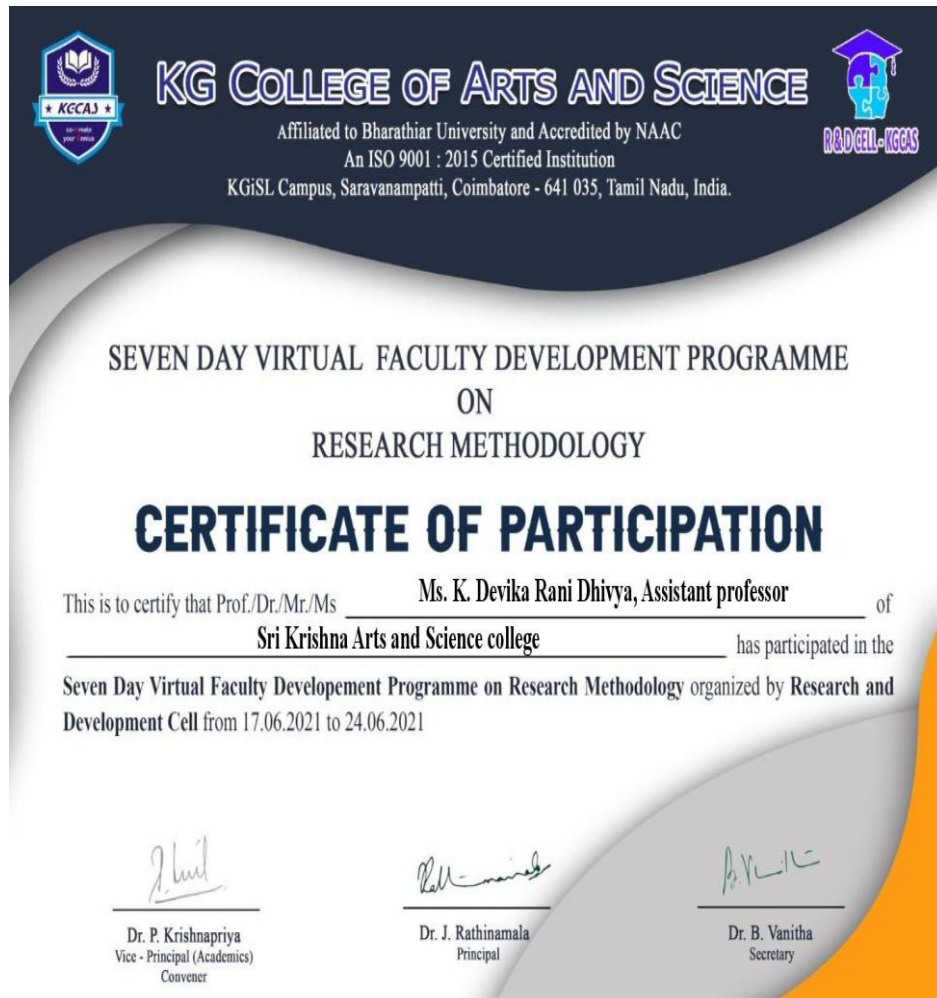 KG COLLEGE OF ARTS AND SCIENCE
Affiliated to Bharathiar University and Accredited by NAAC
An ISO 9001 : 2015 Certified Institution
KGiSL Campus, Saravanampatti, Coimbatore - 641 035, Tamil Nadu, India.
★ KGCAS ★
co-create
your Genius
R & D CELL - KGCAS
SEVEN DAY VIRTUAL FACULTY DEVELOPMENT PROGRAMME
ON
RESEARCH METHODOLOGY
CERTIFICATE OF PARTICIPATION
This is to certify that Prof./Dr./Mr./Ms Ms. K. Devika Rani Dhivya, Assistant professor of
Sri Krishna Arts and Science college has participated in the
Seven Day Virtual Faculty Developement Programme on Research Methodology organized by Research and
Development Cell from 17.06.2021 to 24.06.2021
Dr. P. Krishnapriya
Vice - Principal (Academics)
Convener
Dr. J. Rathinamala
Principal
Dr. B. Vanitha
Secretary